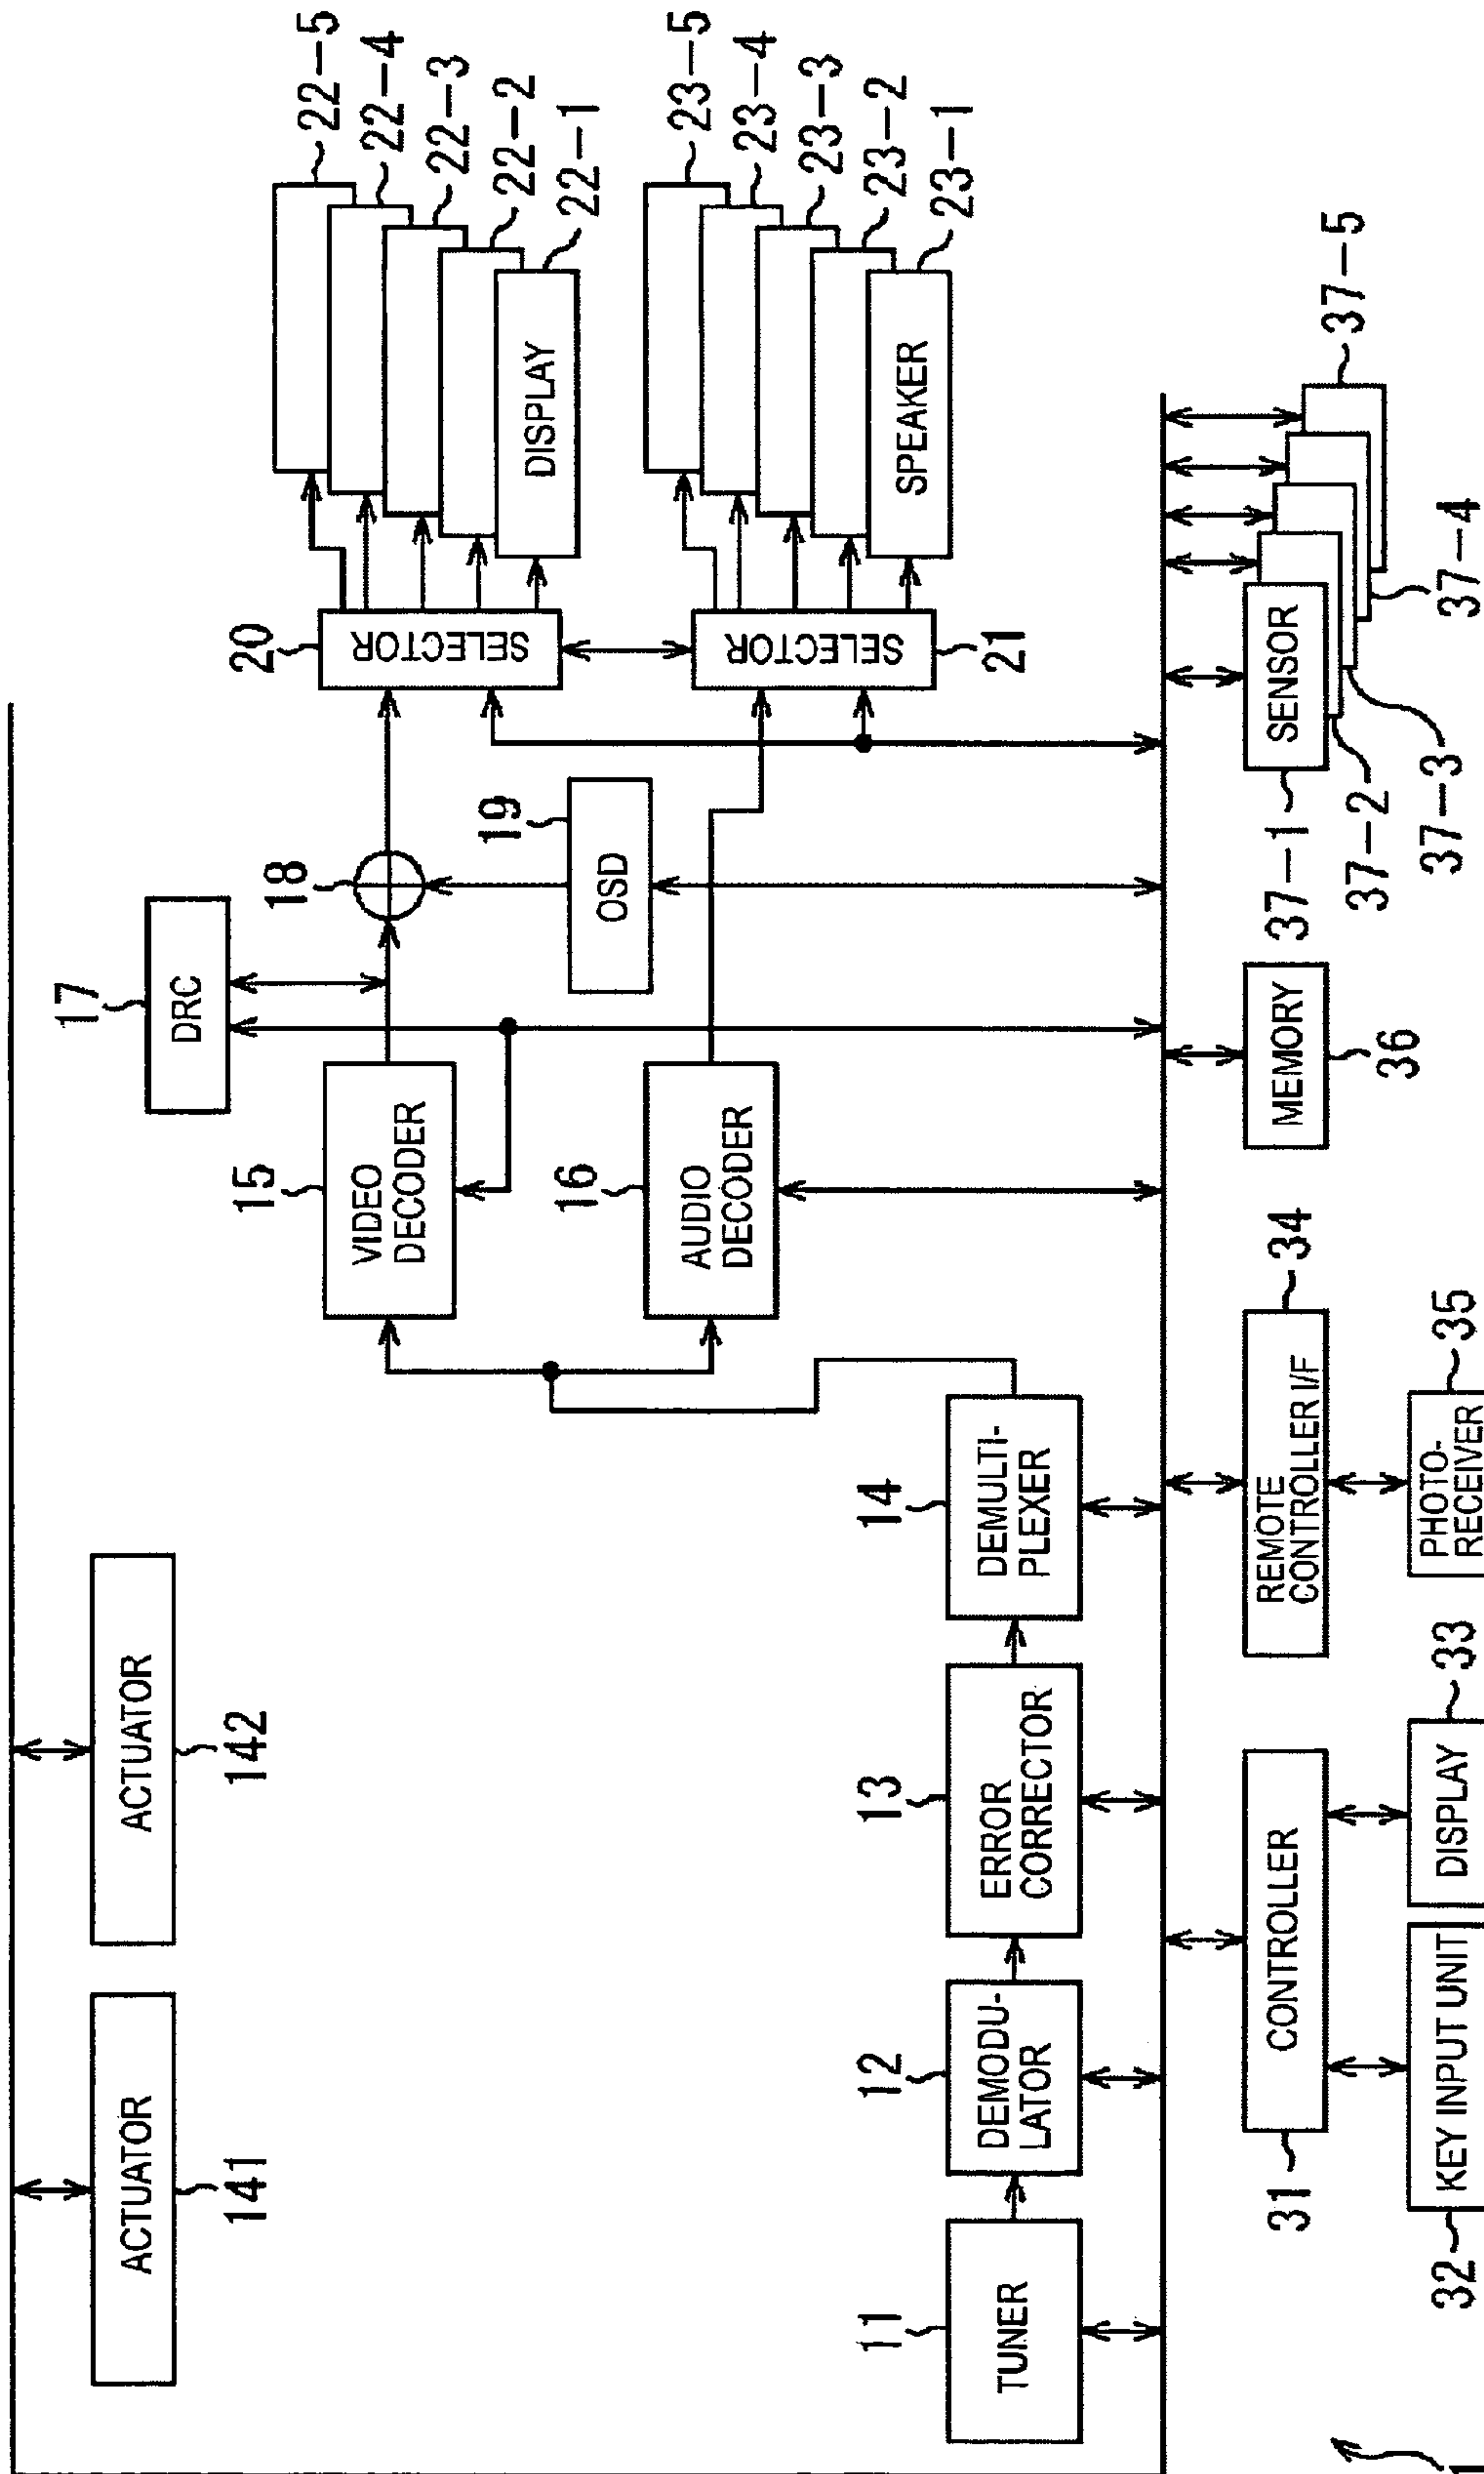 ACTUATOR
141
ACTUATOR
142
17
DRC
15
VIDEO
DECODER
18
20
SELECTOR
22-5
22-4
22-3
22-2
22-1
DISPLAY
16
AUDIO
DECODER
19
OSD
SELECTOR
21
23-5
23-4
23-3
23-2
23-1
SPEAKER
11
TUNER
12
DEMODU-
LATOR
13
ERROR
CORRECTOR
14
DEMULTI-
PLEXER
31
CONTROLLER
32
KEY INPUT UNIT
DISPLAY
33
REMOTE
CONTROLLER I/F
34
PHOTO-
RECEIVER
35
MEMORY
36
SENSOR
37-1
37-2
37-3
37-4
37-5
1